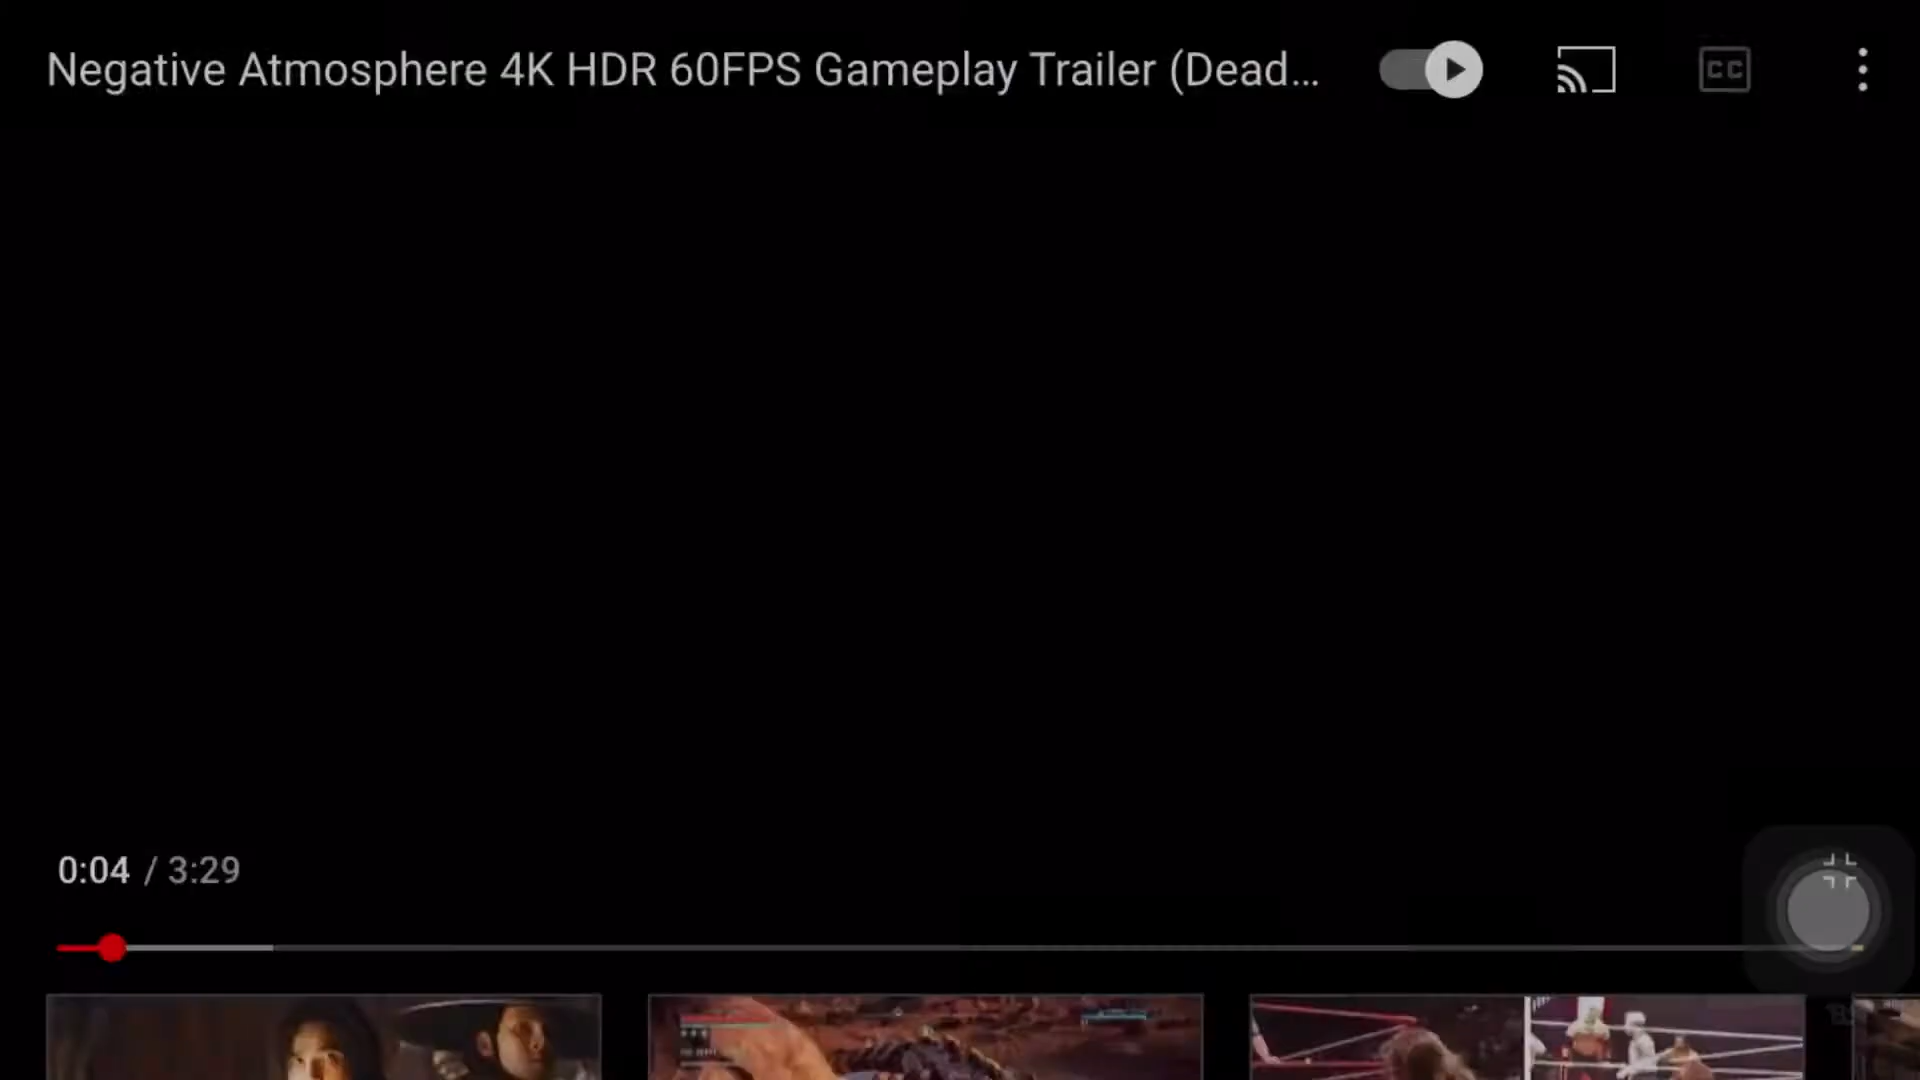 Negative Atmosphere 4K HDR 60FPS Gameplay Trailer (Dead...
CC
0:04 / 3:29